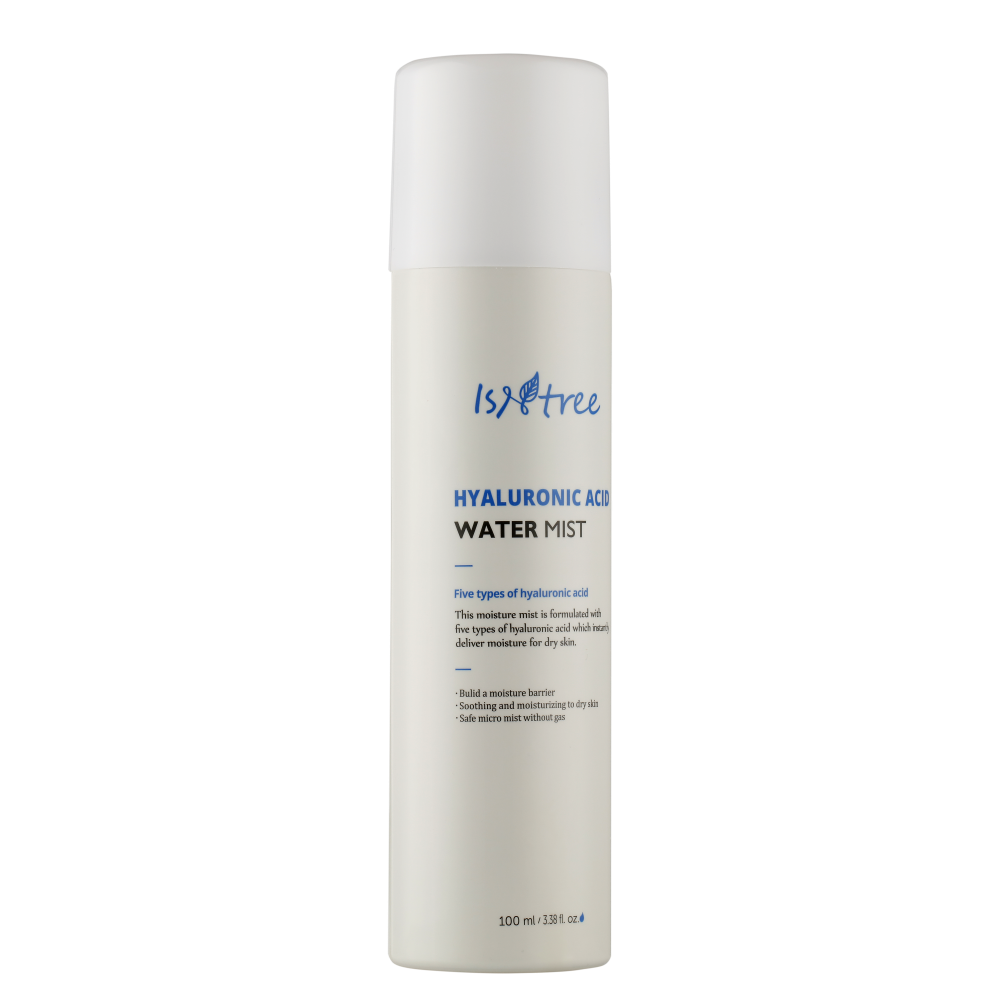 Isntree
HYALURONIC ACID
WATER MIST
Five types of hyaluronic acid
This moisture mist is formulated with
five types of hyaluronic acid which instantly
deliver moisture for dry skin.
· Bulid a moisture barrier
· Soothing and moisturizing to dry skin
· Safe micro mist without gas
100 ml / 3.38 fl. oz.